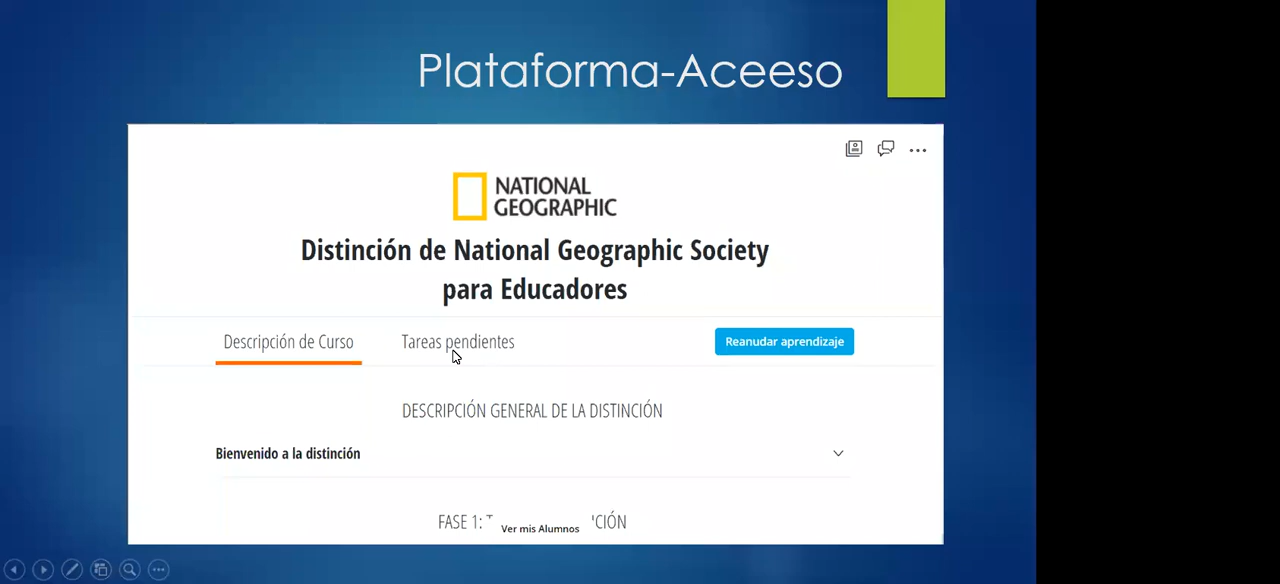 Plataforma-Aceeso
NATIONAL
GEOGRAPHIC
Distinción de National Geographic Society
para Educadores
Descripción de Curso
Tareas pendientes
Reanudar aprendizaje
DESCRIPCIÓN GENERAL DE LA DISTINCIÓN
Bienvenido a la distinción
FASE 1:
Ver mis Alumnos